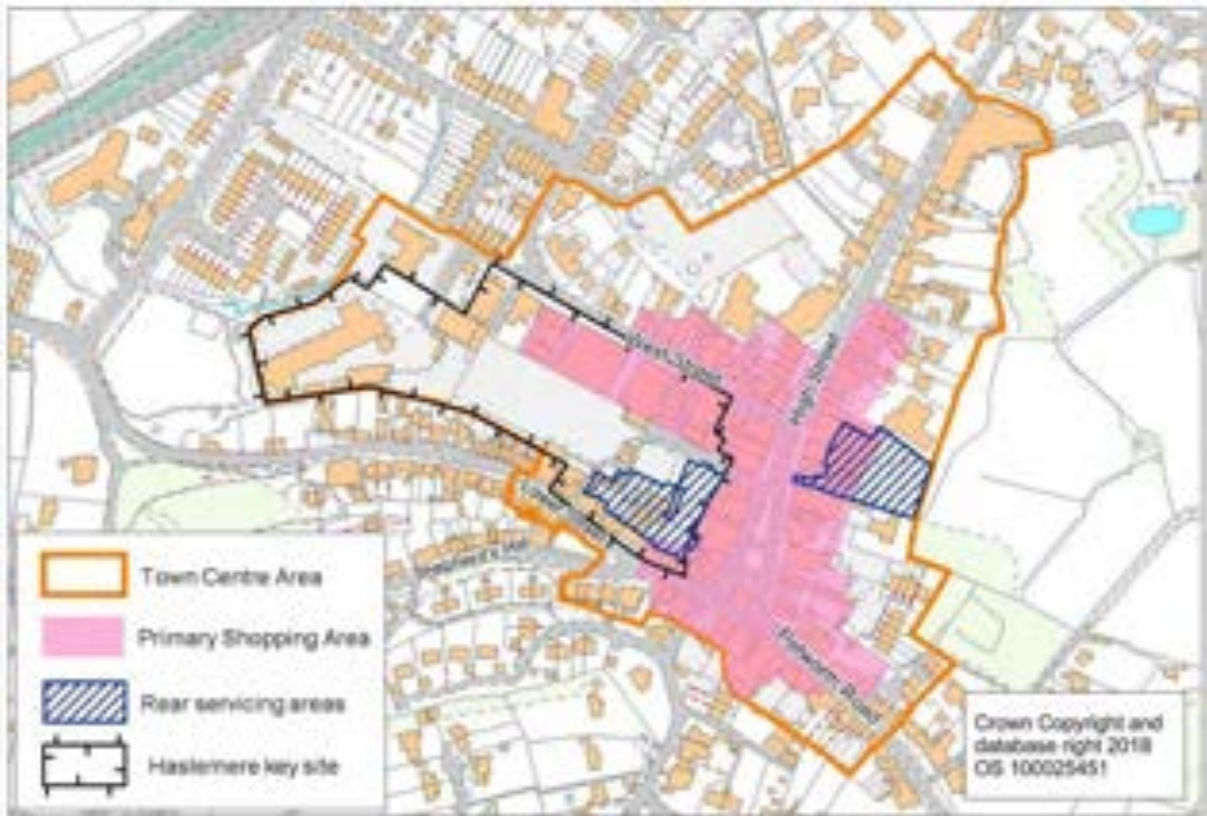 West Street
High Street
Petworth Road
Town Centre Area
Primary Shopping Area
Rear servicing areas
Haslemere key site
Crown Copyright and
database right 2018
OS 100025451